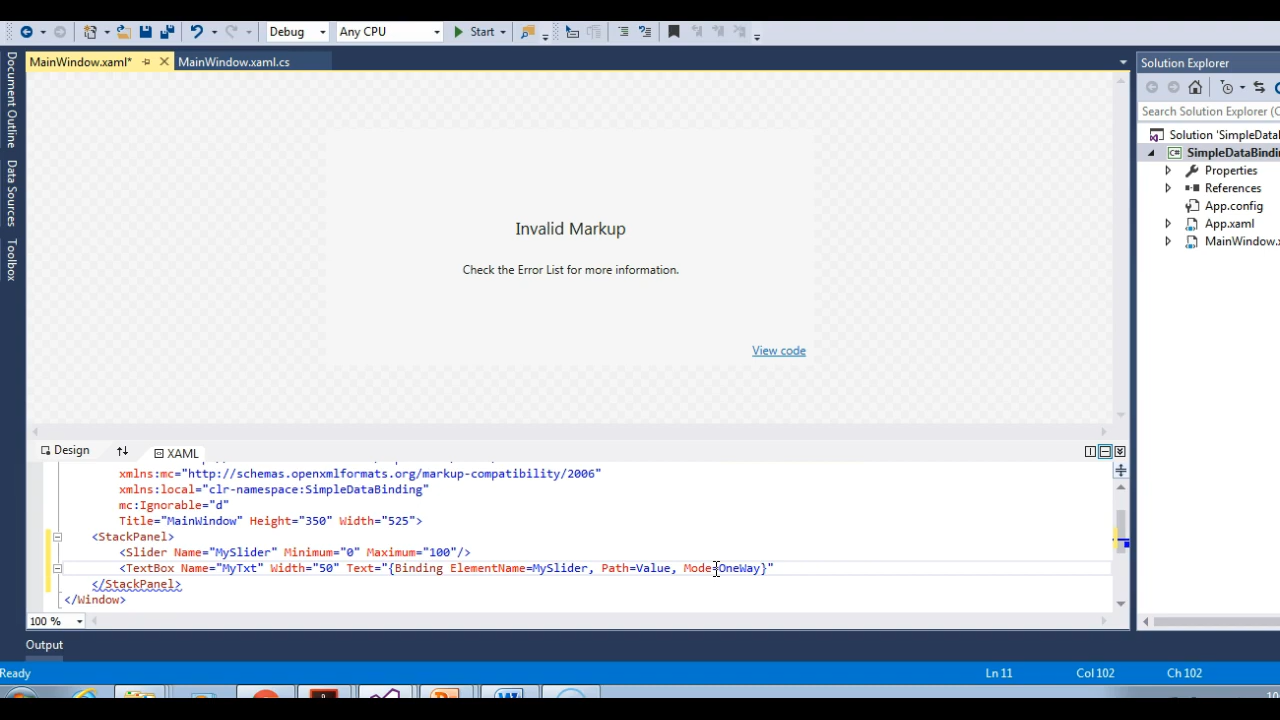 Debug
Any CPU
Start
MainWindow.xaml*
MainWindow.xaml.cs
Solution Explorer
Document Outline
Data Sources
Toolbox
Search Solution Explorer (C
Solution 'SimpleDataI
C# SimpleDataBindi
Properties
References
App.config
App.xaml
MainWindow.x
Invalid Markup
Check the Error List for more information.
View code
Design
XAML
xmlns:mc="http://schemas.openxmlformats.org/markup-compatibility/2006"
xmlns:local="clr-namespace:SimpleDataBinding"
mc:Ignorable="d"
Title="MainWindow" Height="350" Width="525">
<StackPanel>
<Slider Name="MySlider" Minimum="0" Maximum="100"/>
<TextBox Name="MyTxt" Width="50" Text="{Binding ElementName=MySlider, Path=Value, Mode=OneWay}"
</StackPanel>
</Window>
100 %
Output
Ready
Ln 11
Col 102
Ch 102